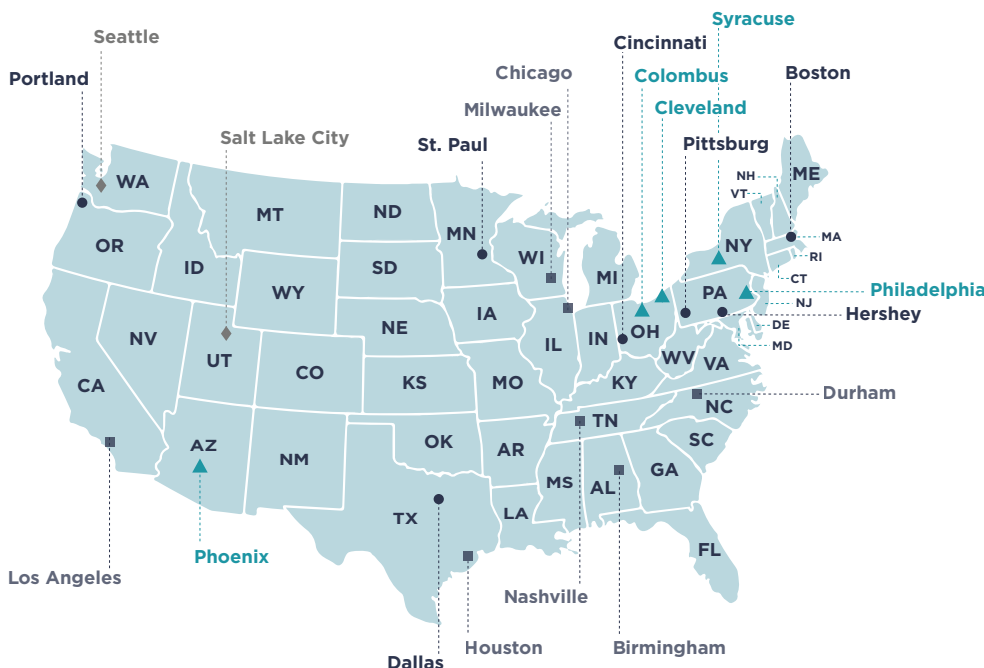 Syracuse
Seattle
Cincinnati
Portland
Chicago
Colombus
Boston
Milwaukee
Cleveland
Salt Lake City
St. Paul
Pittsburg
NH
ME
VT
WA
MT
ND
MN
OR
WI
NY
MA
RI
ID
SD
MI
CT
WY
PA
Philadelphia
NJ
IA
Hershey
NE
DE
NV
OH
IN
IL
MD
UT
WV
VA
CO
KS
MO
KY
CA
Durham
NC
TN
AZ
OK
AR
SC
NM
GA
MS
AL
TX
LA
FL
Phoenix
Los Angeles
Nashville
Houston
Birmingham
Dallas